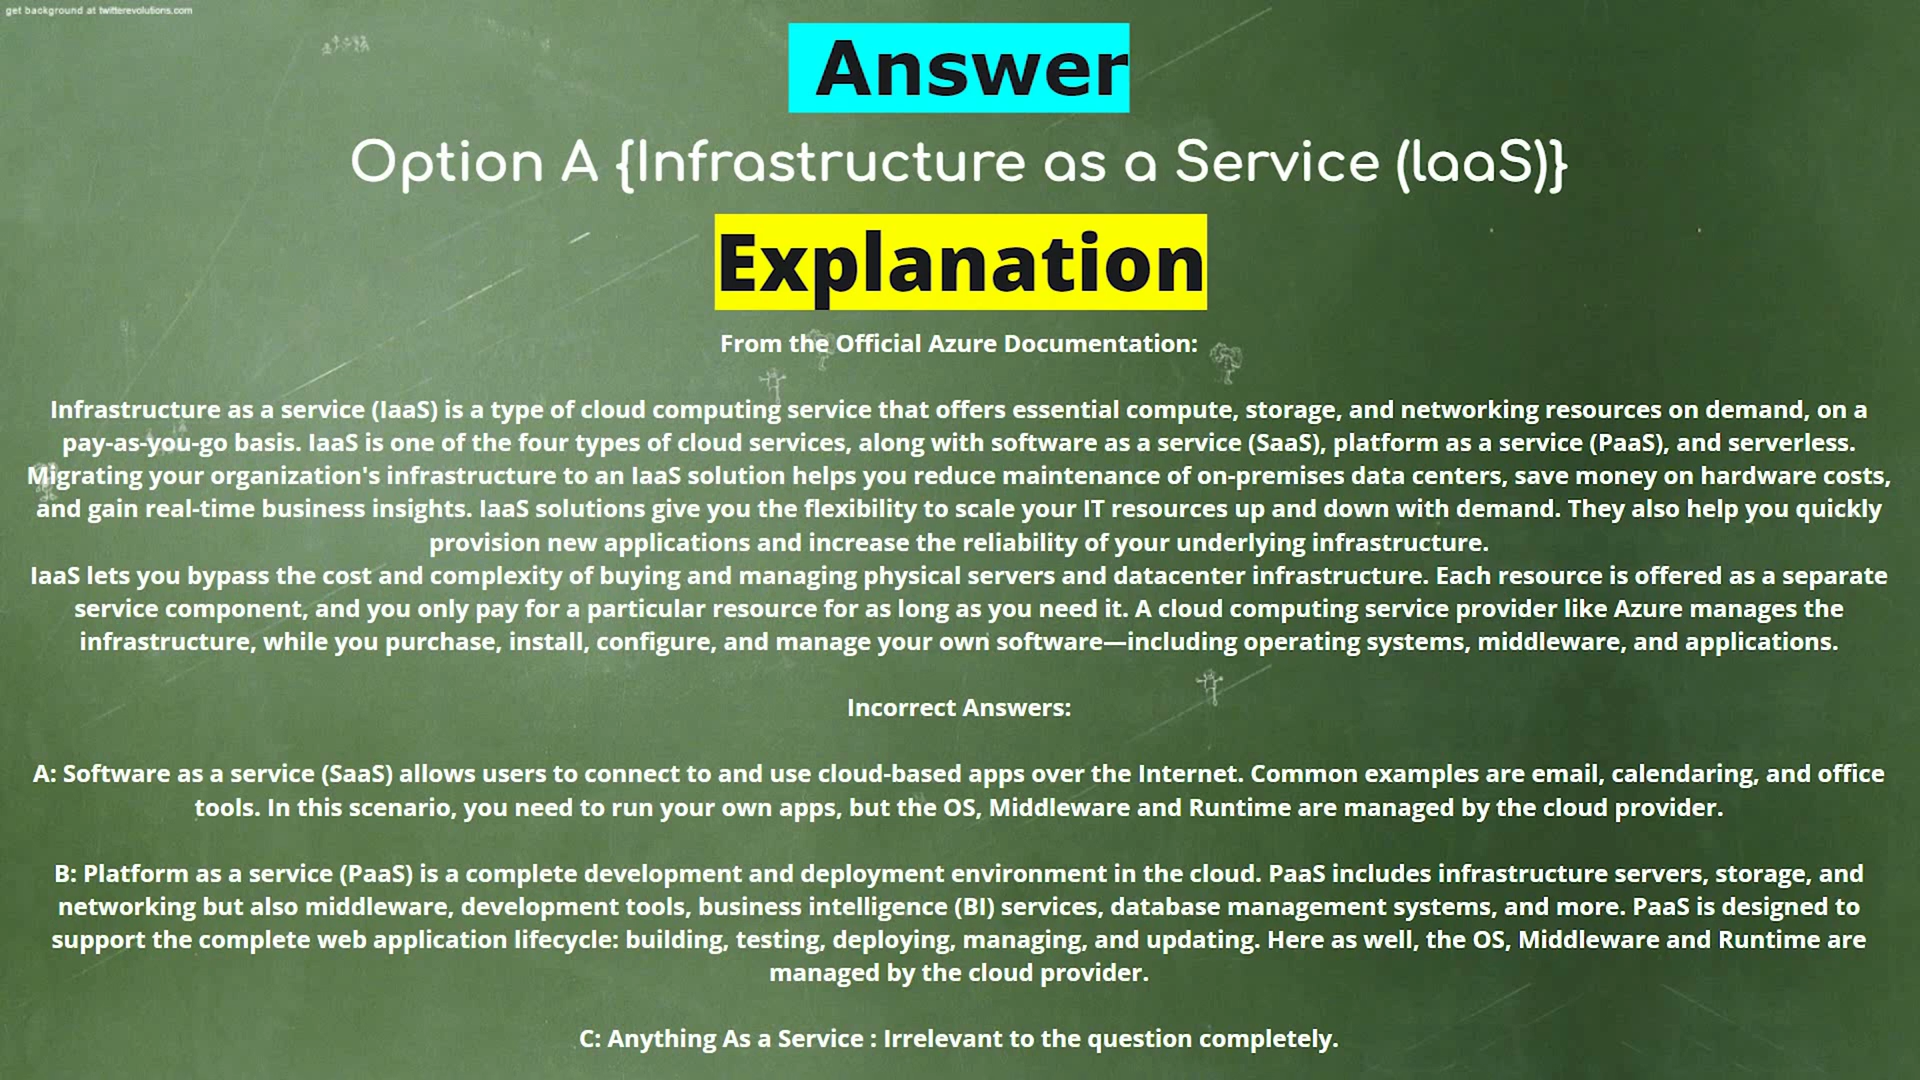 get background at twitterevolutions.com
Answer
Option A {Infrastructure as a Service (IaaS)}
Explanation
From the Official Azure Documentation:
Infrastructure as a service (IaaS) is a type of cloud computing service that offers essential compute, storage, and networking resources on demand, on a
pay-as-you-go basis. IaaS is one of the four types of cloud services, along with software as a service (SaaS), platform as a service (PaaS), and serverless.
Migrating your organization's infrastructure to an IaaS solution helps you reduce maintenance of on-premises data centers, save money on hardware costs,
and gain real-time business insights. IaaS solutions give you the flexibility to scale your IT resources up and down with demand. They also help you quickly
provision new applications and increase the reliability of your underlying infrastructure.
IaaS lets you bypass the cost and complexity of buying and managing physical servers and datacenter infrastructure. Each resource is offered as a separate
service component, and you only pay for a particular resource for as long as you need it. A cloud computing service provider like Azure manages the
infrastructure, while you purchase, install, configure, and manage your own software—including operating systems, middleware, and applications.
Incorrect Answers:
A: Software as a service (SaaS) allows users to connect to and use cloud-based apps over the Internet. Common examples are email, calendaring, and office
tools. In this scenario, you need to run your own apps, but the OS, Middleware and Runtime are managed by the cloud provider.
B: Platform as a service (PaaS) is a complete development and deployment environment in the cloud. PaaS includes infrastructure servers, storage, and
networking but also middleware, development tools, business intelligence (BI) services, database management systems, and more. PaaS is designed to
support the complete web application lifecycle: building, testing, deploying, managing, and updating. Here as well, the OS, Middleware and Runtime are
managed by the cloud provider.
C: Anything As a Service : Irrelevant to the question completely.